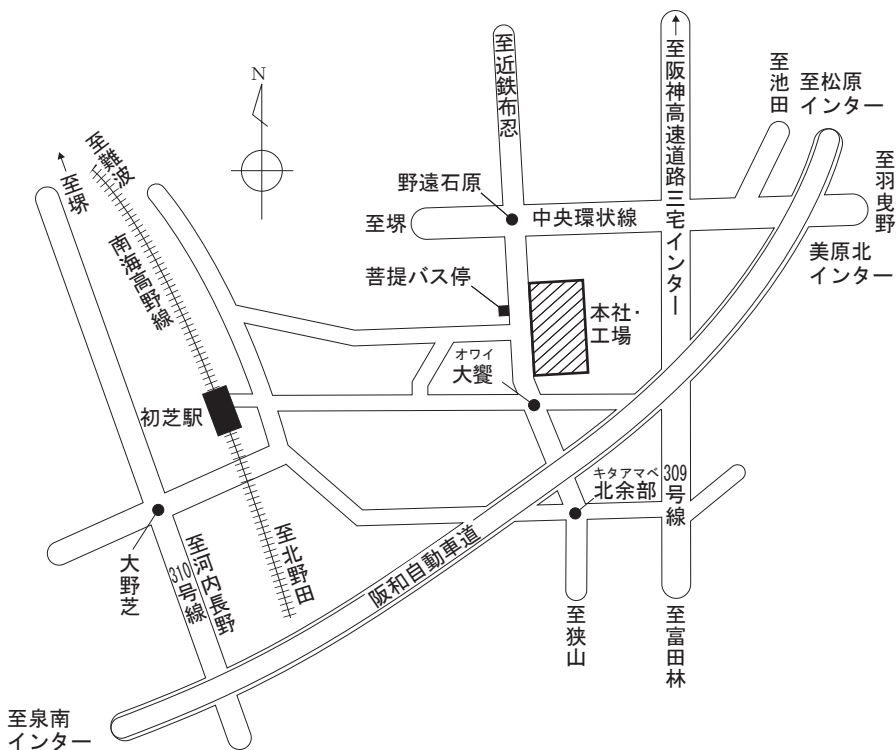 N
至近鉄布忍
↑至阪神高速道路三宅インター
至池田
至松原
インター
至羽曳野
至難波
↑至堺
野遠石原
至堺
中央環状線
美原北
インター
南海高野線
菩提バス停
本社・
工場
オワイ
大饗
初芝駅
キタアマベ
北余部
309号線
大野芝
310号線
至河内長野
至北野田
阪和自動車道
至狭山
至富田林
至泉南
インター